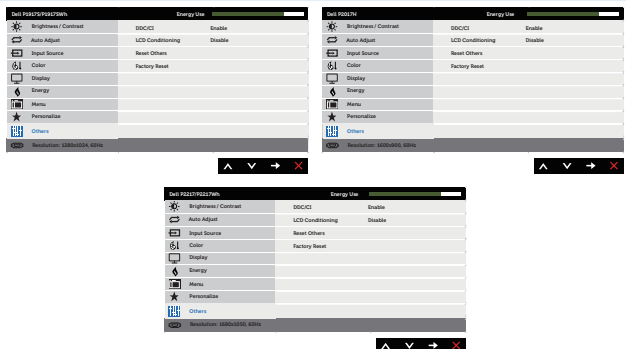 Dell P1917S/P1917SWh Energy Use
Brightness / Contrast DDC/CI Enable
Auto Adjust LCD Conditioning Disable
Input Source Reset Others
Color Factory Reset
Display
Energy
Menu
Personalize
Others
Resolution: 1280x1024, 60Hz
Dell P2017H Energy Use
Brightness / Contrast DDC/CI Enable
Auto Adjust LCD Conditioning Disable
Input Source Reset Others
Color Factory Reset
Display
Energy
Menu
Personalize
Others
Resolution: 1600x900, 60Hz
Dell P2217/P2217Wh Energy Use
Brightness / Contrast DDC/CI Enable
Auto Adjust LCD Conditioning Disable
Input Source Reset Others
Color Factory Reset
Display
Energy
Menu
Personalize
Others
Resolution: 1680x1050, 60Hz